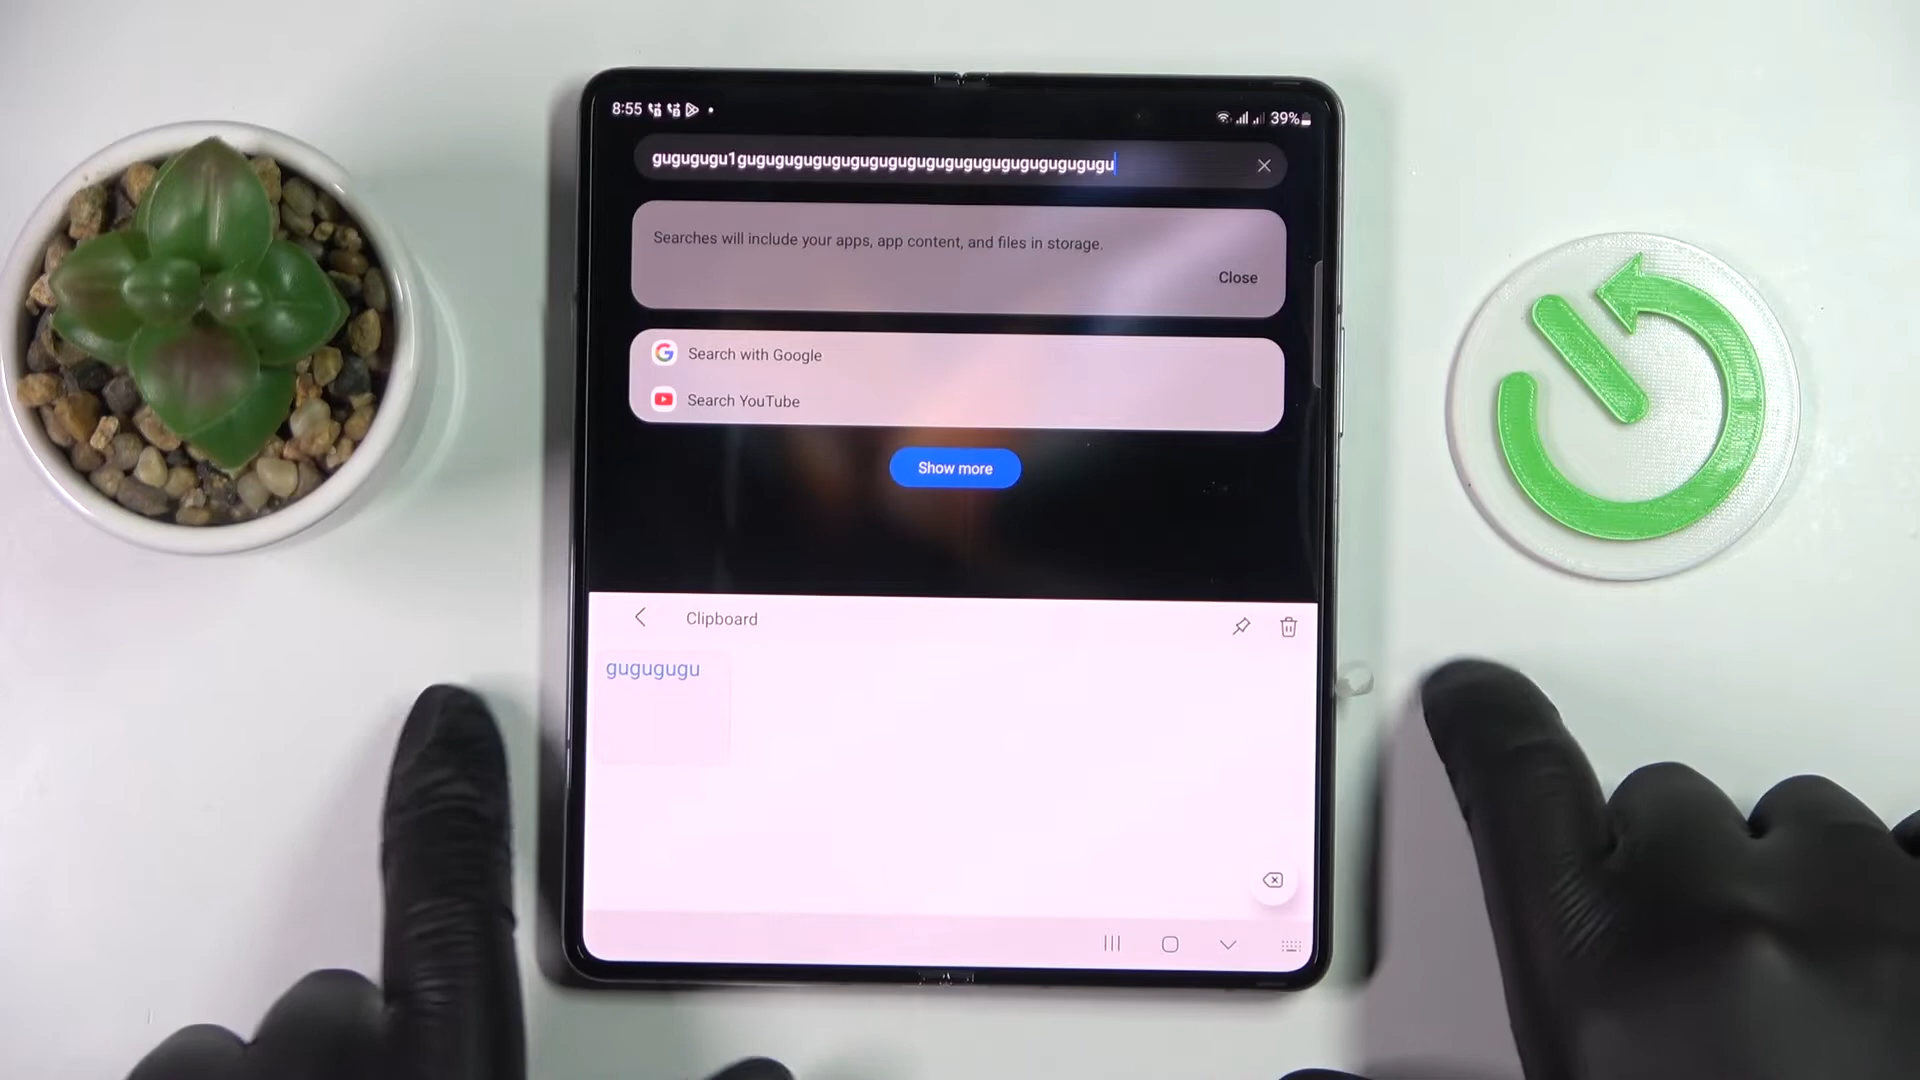 8:55
39%
gugugugu1gugugugugugugugugugugugugugugugugugugugu
Searches will include your apps, app content, and files in storage.
Close
Search with Google
Search YouTube
Show more
Clipboard
gugugugu